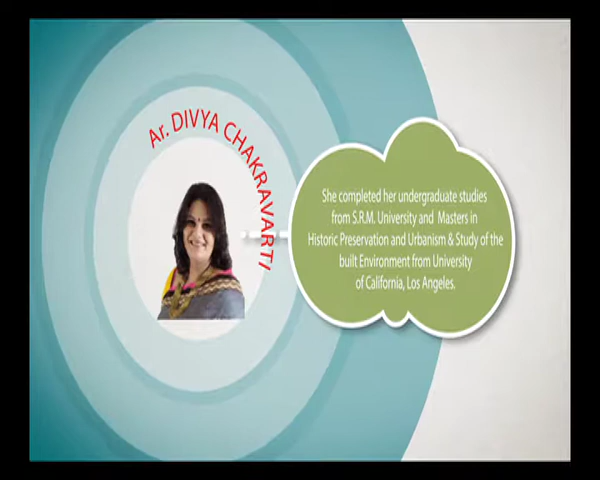 Ar. DIVYA CHAKRAVARTI
She completed her undergraduate studies
from S.R.M. University and Masters in
Historic Preservation and Urbanism & Study of the
built Environment from University
of California, Los Angeles.